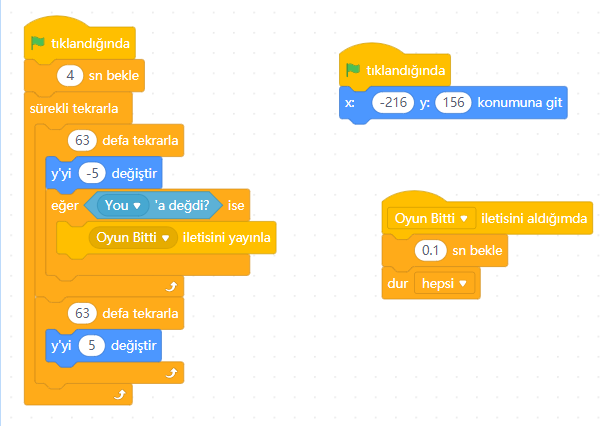 tıklandığında
4 sn bekle
sürekli tekrarla
63 defa tekrarla
y'yi -5 değiştir
eğer You 'a değdi? ise
Oyun Bitti iletisini yayınla
63 defa tekrarla
y'yi 5 değiştir
tıklandığında
x: -216 y: 156 konumuna git
Oyun Bitti iletisini aldığımda
0.1 sn bekle
dur hepsi